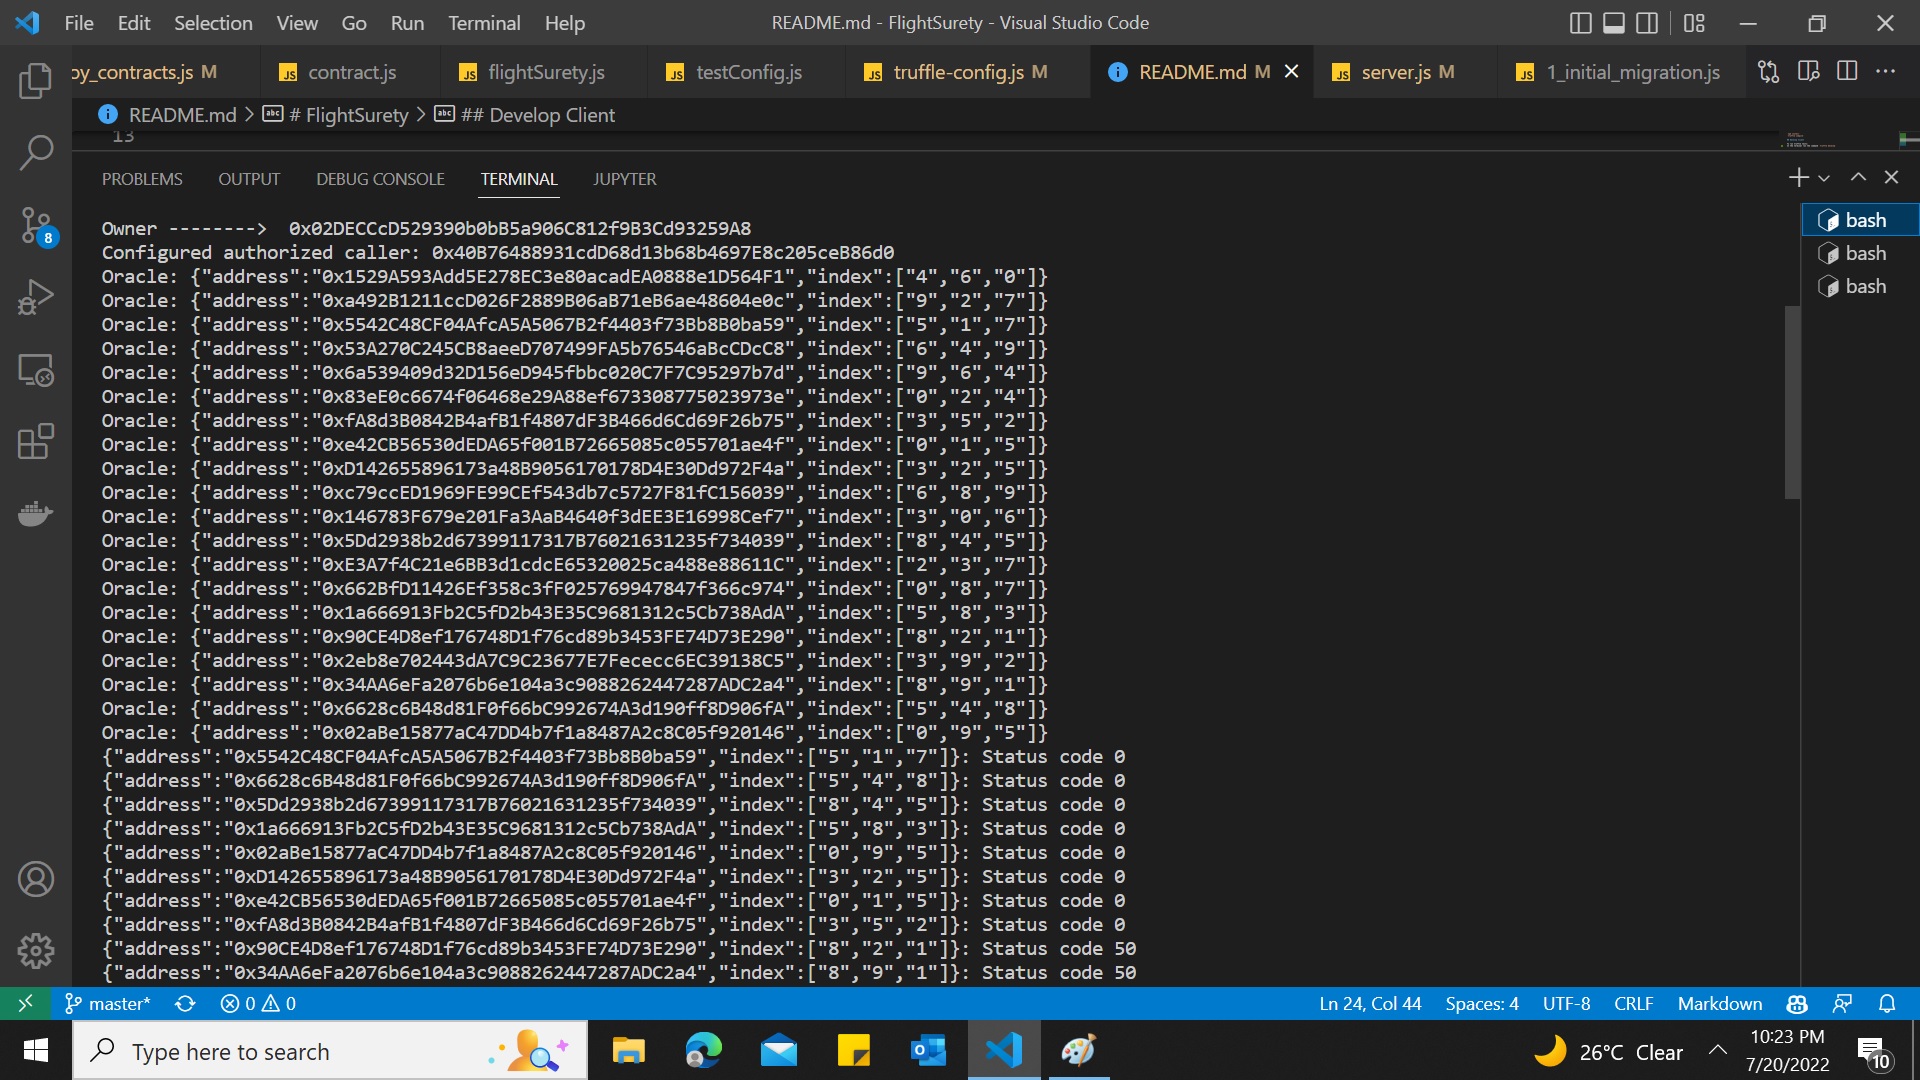 File Edit Selection View Go Run Terminal Help README.md - FlightSurety - Visual Studio Code
oy_contracts.js M contract.js flightSurety.js testConfig.js truffle-config.js M README.md M server.js M 1_initial_migration.js
README.md > # FlightSurety > ## Develop Client
13
PROBLEMS OUTPUT DEBUG CONSOLE TERMINAL JUPYTER
Owner --------> 0x02DECCcD529390b0bB5a906C812f9B3Cd93259A8
Configured authorized caller: 0x40B76488931cdD68d13b68b4697E8c205ceB86d0
Oracle: {"address":"0x1529A593Add5E278EC3e80acadEA0888e1D564F1","index":["4","6","0"]}
Oracle: {"address":"0xa492B1211ccD026F2889B06aB71eB6ae48604e0c","index":["9","2","7"]}
Oracle: {"address":"0x5542C48CF04AfcA5A5067B2f4403f73Bb8B0ba59","index":["5","1","7"]}
Oracle: {"address":"0x53A270C245CB8aeeD707499FA5b76546aBcCDcC8","index":["6","4","9"]}
Oracle: {"address":"0x6a539409d32D156eD945fbbc020C7F7C95297b7d","index":["9","6","4"]}
Oracle: {"address":"0x83eE0c6674f06468e29A88ef673308775023973e","index":["0","2","4"]}
Oracle: {"address":"0xfA8d3B0842B4afB1f4807dF3B466d6Cd69F26b75","index":["3","5","2"]}
Oracle: {"address":"0xe42CB56530dEDA65f001B72665085c055701ae4f","index":["0","1","5"]}
Oracle: {"address":"0xD142655896173a48B9056170178D4E30Dd972F4a","index":["3","2","5"]}
Oracle: {"address":"0xc79ccED1969FE99CEf543db7c5727F81fC156039","index":["6","8","9"]}
Oracle: {"address":"0x146783F679e201Fa3AaB4640f3dEE3E16998Cef7","index":["3","0","6"]}
Oracle: {"address":"0x5Dd2938b2d67399117317B76021631235f734039","index":["8","4","5"]}
Oracle: {"address":"0xE3A7f4C21e6BB3d1cdcE65320025ca488e88611C","index":["2","3","7"]}
Oracle: {"address":"0x662BfD11426Ef358c3fF025769947847f366c974","index":["0","8","7"]}
Oracle: {"address":"0x1a666913Fb2C5fD2b43E35C9681312c5Cb738AdA","index":["5","8","3"]}
Oracle: {"address":"0x90CE4D8ef176748D1f76cd89b3453FE74D73E290","index":["8","2","1"]}
Oracle: {"address":"0x2eb8e702443dA7C9C23677E7Fececc6EC39138C5","index":["3","9","2"]}
Oracle: {"address":"0x34AA6eFa2076b6e104a3c9088262447287ADC2a4","index":["8","9","1"]}
Oracle: {"address":"0x6628c6B48d81F0f66bC992674A3d190ff8D906fA","index":["5","4","8"]}
Oracle: {"address":"0x02aBe15877aC47DD4b7f1a8487A2c8C05f920146","index":["0","9","5"]}
{"address":"0x5542C48CF04AfcA5A5067B2f4403f73Bb8B0ba59","index":["5","1","7"]}: Status code 0
{"address":"0x6628c6B48d81F0f66bC992674A3d190ff8D906fA","index":["5","4","8"]}: Status code 0
{"address":"0x5Dd2938b2d67399117317B76021631235f734039","index":["8","4","5"]}: Status code 0
{"address":"0x1a666913Fb2C5fD2b43E35C9681312c5Cb738AdA","index":["5","8","3"]}: Status code 0
{"address":"0x02aBe15877aC47DD4b7f1a8487A2c8C05f920146","index":["0","9","5"]}: Status code 0
{"address":"0xD142655896173a48B9056170178D4E30Dd972F4a","index":["3","2","5"]}: Status code 0
{"address":"0xe42CB56530dEDA65f001B72665085c055701ae4f","index":["0","1","5"]}: Status code 0
{"address":"0xfA8d3B0842B4afB1f4807dF3B466d6Cd69F26b75","index":["3","5","2"]}: Status code 0
{"address":"0x90CE4D8ef176748D1f76cd89b3453FE74D73E290","index":["8","2","1"]}: Status code 50
{"address":"0x34AA6eFa2076b6e104a3c9088262447287ADC2a4","index":["8","9","1"]}: Status code 50
bash
bash
bash
8
master* 0 0 Ln 24, Col 44 Spaces: 4 UTF-8 CRLF Markdown
Type here to search
26°C Clear
10:23 PM
7/20/2022
10